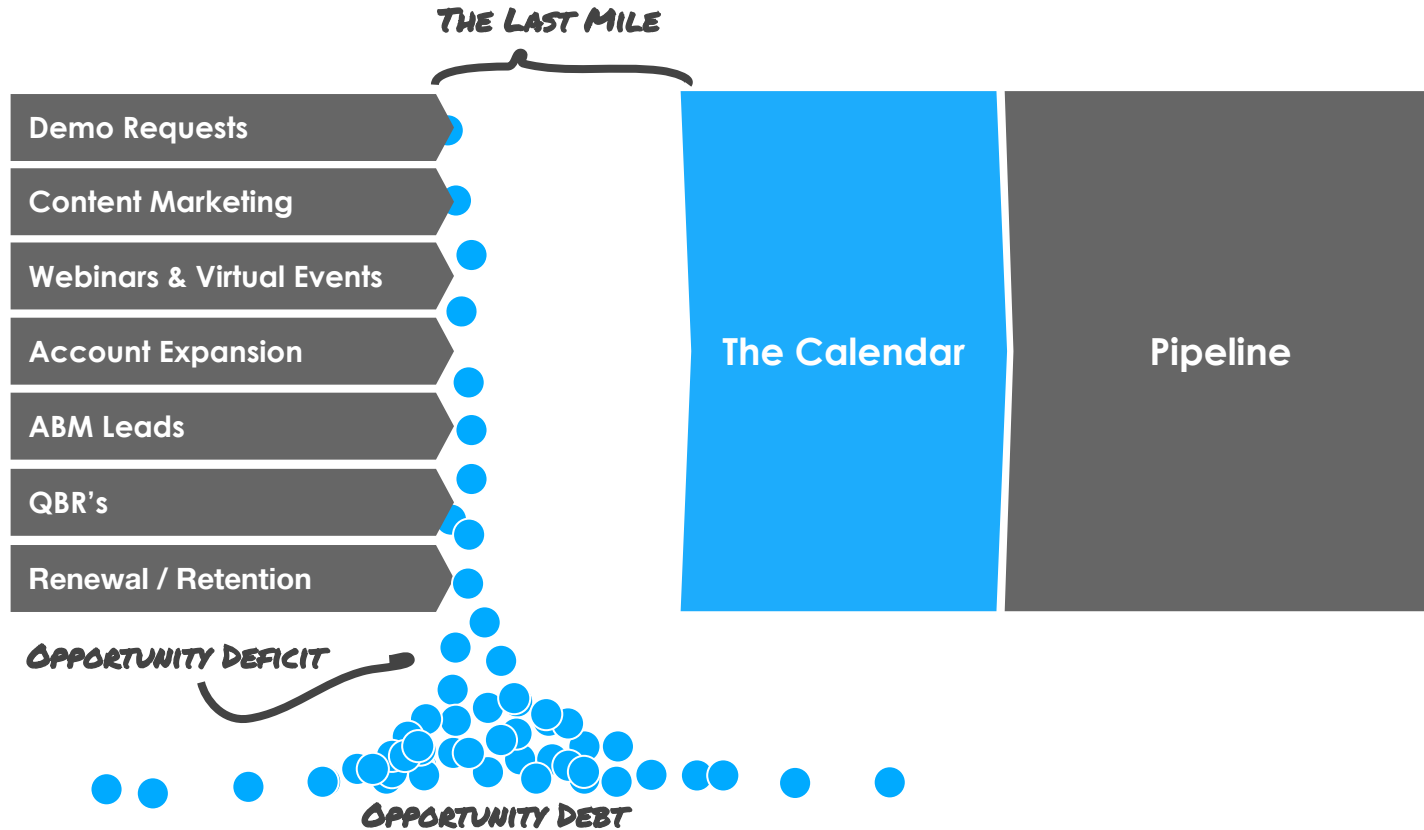 The Last Mile
Demo Requests
Content Marketing
Webinars & Virtual Events
Account Expansion
ABM Leads
QBR’s
Renewal / Retention
The Calendar
Pipeline
Opportunity Deficit
Opportunity Debt